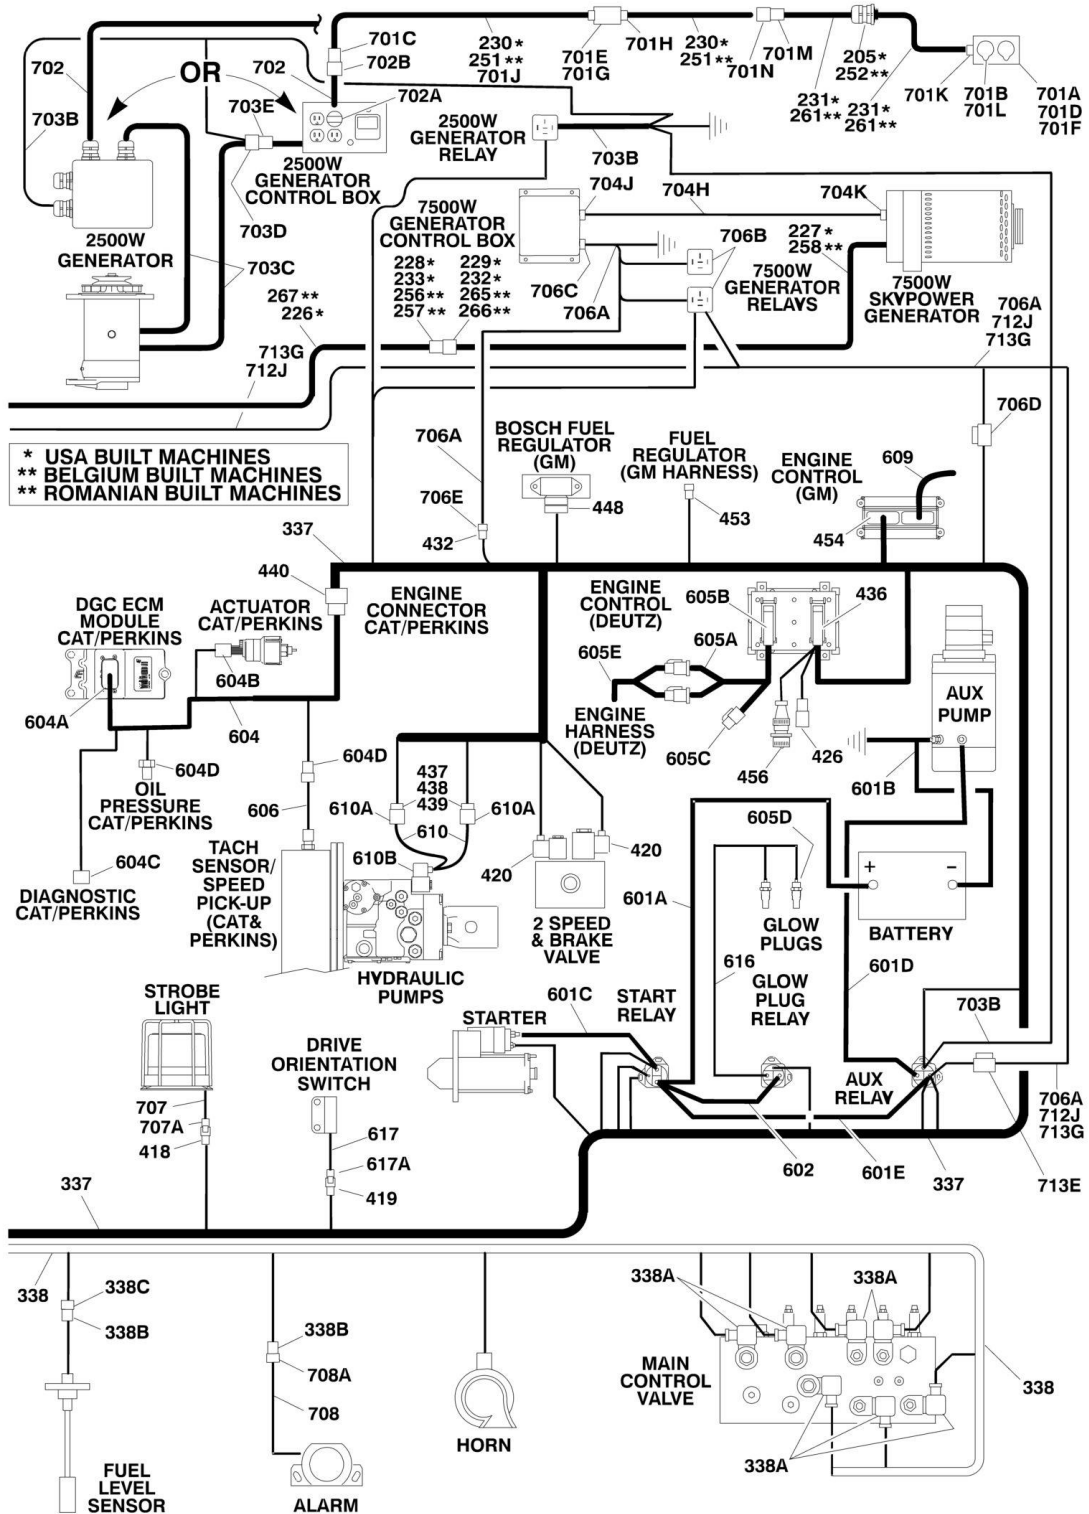 701C
702B
230*
251**
701J
701E
701G
701H
230*
251**
701N
701M
205*
252**
231*
261**
231*
261**
701K
701B
701L
701A
701D
701F
702
OR
702
702A
703B
703E
2500W
GENERATOR
CONTROL BOX
703D
2500W
GENERATOR
RELAY
703B
704J
704H
704K
2500W
GENERATOR
703C
7500W
GENERATOR
CONTROL BOX
228*
233*
256**
257**
229*
232*
265**
266**
706C
706A
706B
7500W
GENERATOR
RELAYS
227*
258**
7500W
SKYPOWER
GENERATOR
706A
712J
713G
267**
226*
713G
712J
706D
* USA BUILT MACHINES
** BELGIUM BUILT MACHINES
** ROMANIAN BUILT MACHINES
706A
706E
432
BOSCH FUEL
REGULATOR
(GM)
448
FUEL
REGULATOR
(GM HARNESS)
453
ENGINE
CONTROL
(GM)
609
454
337
440
ENGINE
CONNECTOR
CAT/PERKINS
DGC ECM
MODULE
CAT/PERKINS
ACTUATOR
CAT/PERKINS
604B
604A
604
604D
OIL
PRESSURE
CAT/PERKINS
604C
DIAGNOSTIC
CAT/PERKINS
604D
606
TACH
SENSOR/
SPEED
PICK-UP
(CAT&
PERKINS)
437
438
439
610A
610A
610
610B
HYDRAULIC
PUMPS
420
420
2 SPEED
& BRAKE
VALVE
ENGINE
CONTROL
(DEUTZ)
605B
436
605A
605E
ENGINE
HARNESS
(DEUTZ)
605C
456
426
AUX
PUMP
601B
605D
+
–
BATTERY
601A
GLOW
PLUGS
616
GLOW
PLUG
RELAY
601D
703B
STROBE
LIGHT
707
707A
418
DRIVE
ORIENTATION
SWITCH
617
617A
419
STARTER
601C
START
RELAY
AUX
RELAY
706A
712J
713G
602
601E
337
713E
337
338
338C
338B
FUEL
LEVEL
SENSOR
338B
708A
708
ALARM
HORN
338A
338A
MAIN
CONTROL
VALVE
338
338A